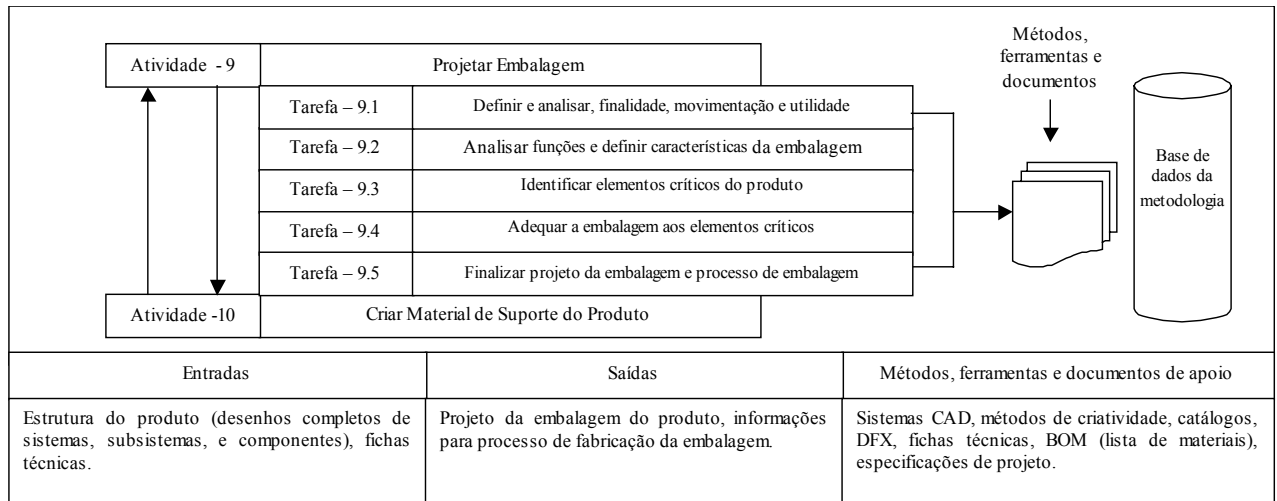 Métodos,
ferramentas e
documentos
Atividade - 9 Projetar Embalagem
Tarefa – 9.1 Definir e analisar, finalidade, movimentação e utilidade
Tarefa – 9.2 Analisar funções e definir características da embalagem
Tarefa – 9.3 Identificar elementos críticos do produto
Tarefa – 9.4 Adequar a embalagem aos elementos críticos
Tarefa – 9.5 Finalizar projeto da embalagem e processo de embalagem
Atividade -10 Criar Material de Suporte do Produto
Base de
dados da
metodologia
Entradas
Saídas
Métodos, ferramentas e documentos de apoio
Estrutura do produto (desenhos completos de
sistemas, subsistemas, e componentes), fichas
técnicas.
Projeto da embalagem do produto, informações
para processo de fabricação da embalagem.
Sistemas CAD, métodos de criatividade, catálogos,
DFX, fichas técnicas, BOM (lista de materiais),
especificações de projeto.